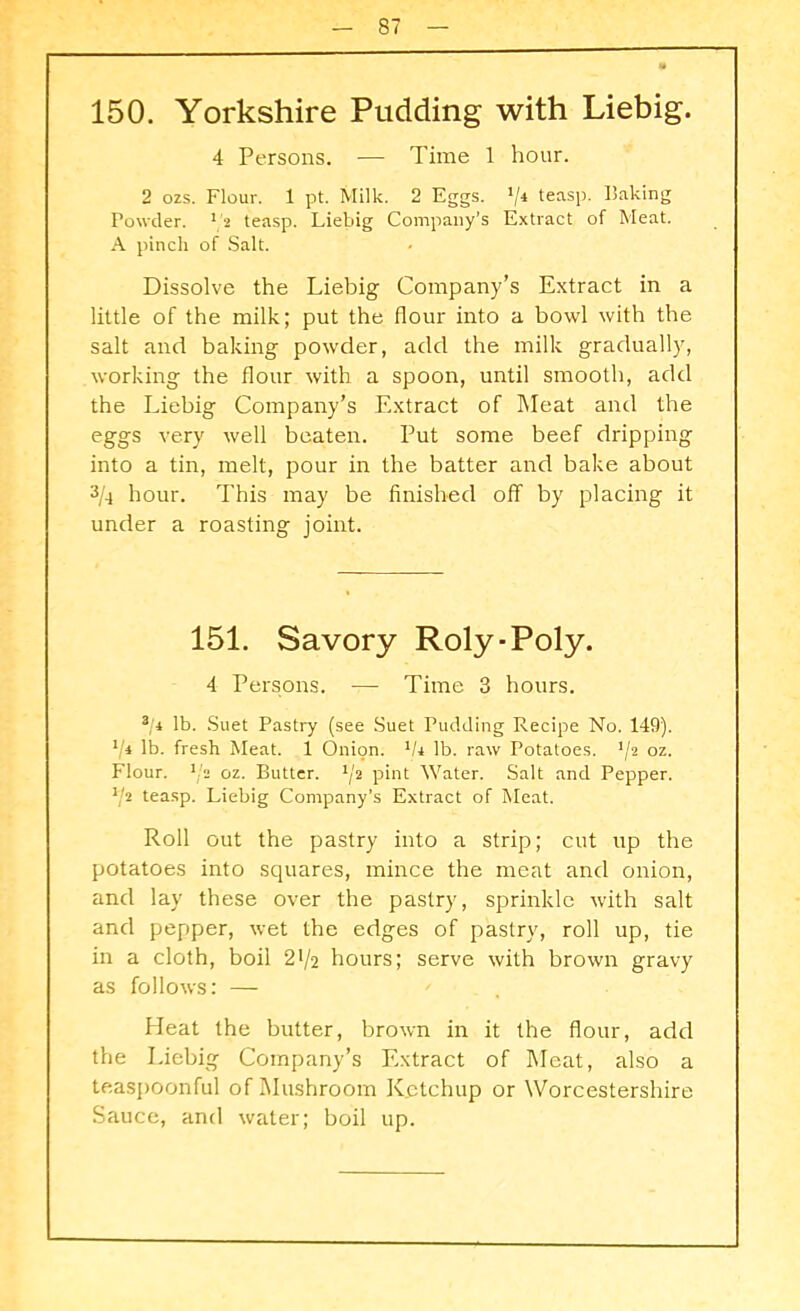 — 87 —
150. Yorkshire Pudding with Liebig.
4 Persons. — Time 1 hour.
2 ozs. Flour. 1 pt. Milk. 2 Eggs. 1/4 teasp. Baking
Powder. 1/2 teasp. Liebig Company's Extract of Meat.
A pinch of Salt.
Dissolve the Liebig Company's Extract in a
little of the milk; put the flour into a bowl with the
salt and baking powder, add the milk gradually,
working the flour with a spoon, until smooth, add
the Liebig Company's Extract of Meat and the
eggs very well beaten. Put some beef dripping
into a tin, melt, pour in the batter and bake about
3/4 hour. This may be finished off by placing it
under a roasting joint.
151. Savory Roly-Poly.
4 Persons. — Time 3 hours.
3/4 lb. Suet Pastry (see Suet Pudding Recipe No. 149).
1/4 lb. fresh Meat. 1 Onion. 1/4 lb. raw Potatoes. 1/2 oz.
Flour. 1/2 oz. Butter. 1/2 pint Water. Salt and Pepper.
1/2 teasp. Liebig Company's Extract of Meat.
Roll out the pastry into a strip; cut up the
potatoes into squares, mince the meat and onion,
and lay these over the pastry, sprinkle with salt
and pepper, wet the edges of pastry, roll up, tie
in a cloth, boil 2 1/2 hours; serve with brown gravy
as follows: —
Heat the butter, brown in it the flour, add
the Liebig Company's Extract of Meat, also a
teaspoonful of Mushroom Ketchup or Worcestershire
Sauce, and water; boil up.